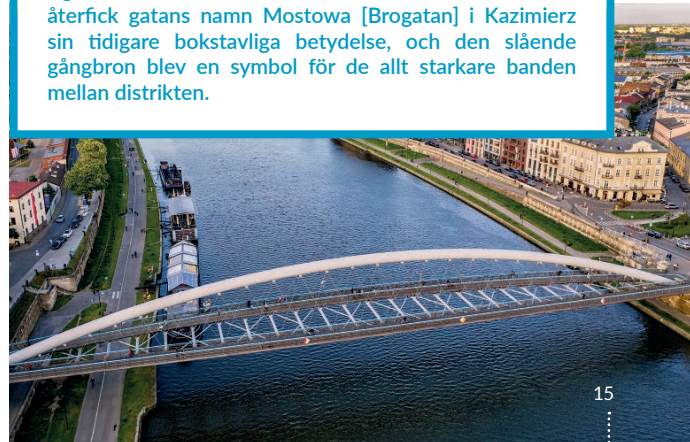 återfick gatans namn Mostowa [Brogatan] i Kazimierz
sin tidigare bokstavliga betydelse, och den slående
gångbron blev en symbol för de allt starkare banden
mellan distrikten.
15